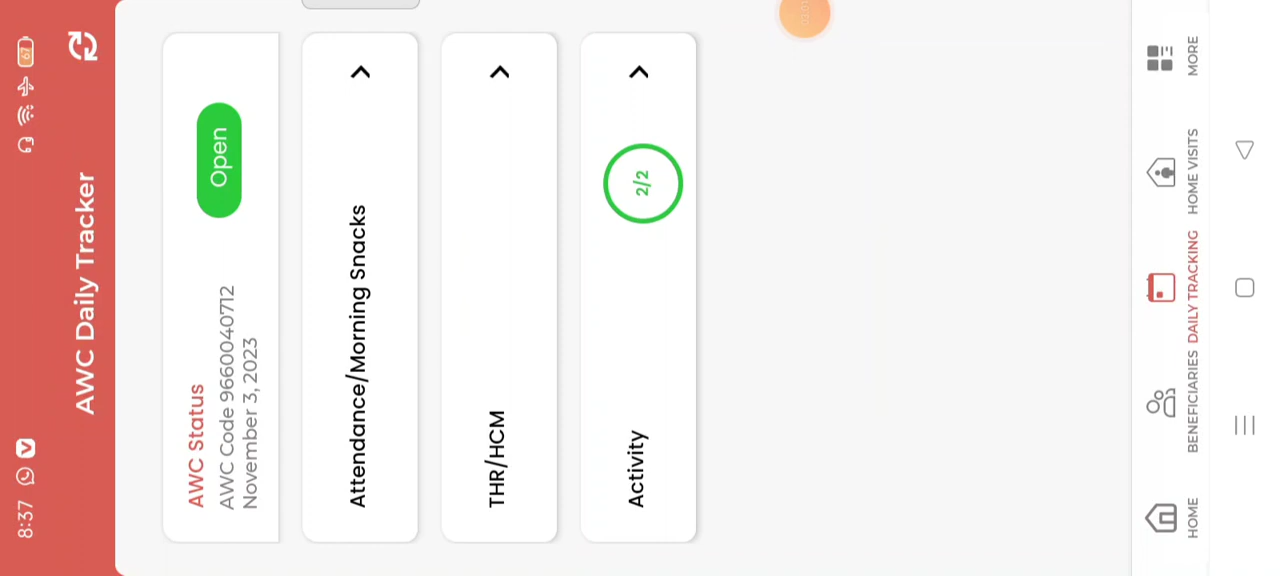 8:37
67
AWC Daily Tracker
AWC Status
AWC Code 9660040712
November 3, 2023
Open
Attendance/Morning Snacks
THR/HCM
Activity
2/2
HOME
BENEFICIARIES
DAILY TRACKING
HOME VISITS
MORE